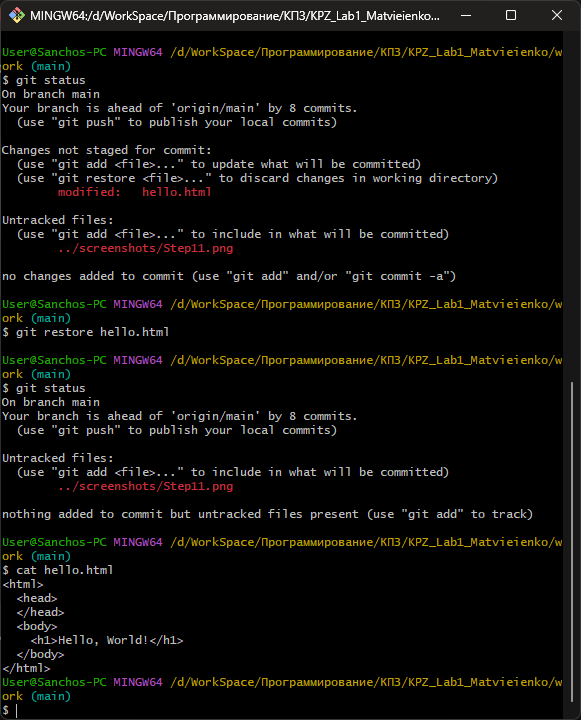 MINGW64:/d/WorkSpace/Программирование/КПЗ/KPZ_Lab1_Matvieienko...
User@Sanchos-PC MINGW64 /d/WorkSpace/Программирование/КПЗ/KPZ_Lab1_Matvieienko/w
ork (main)
$ git status
On branch main
Your branch is ahead of 'origin/main' by 8 commits.
  (use "git push" to publish your local commits)

Changes not staged for commit:
  (use "git add <file>..." to update what will be committed)
  (use "git restore <file>..." to discard changes in working directory)
        modified:   hello.html

Untracked files:
  (use "git add <file>..." to include in what will be committed)
        ../screenshots/Step11.png

no changes added to commit (use "git add" and/or "git commit -a")

User@Sanchos-PC MINGW64 /d/WorkSpace/Программирование/КПЗ/KPZ_Lab1_Matvieienko/w
ork (main)
$ git restore hello.html

User@Sanchos-PC MINGW64 /d/WorkSpace/Программирование/КПЗ/KPZ_Lab1_Matvieienko/w
ork (main)
$ git status
On branch main
Your branch is ahead of 'origin/main' by 8 commits.
  (use "git push" to publish your local commits)

Untracked files:
  (use "git add <file>..." to include in what will be committed)
        ../screenshots/Step11.png

nothing added to commit but untracked files present (use "git add" to track)

User@Sanchos-PC MINGW64 /d/WorkSpace/Программирование/КПЗ/KPZ_Lab1_Matvieienko/w
ork (main)
$ cat hello.html
<html>
  <head>
  </head>
  <body>
    <h1>Hello, World!</h1>
  </body>
</html>
User@Sanchos-PC MINGW64 /d/WorkSpace/Программирование/КПЗ/KPZ_Lab1_Matvieienko/w
ork (main)
$